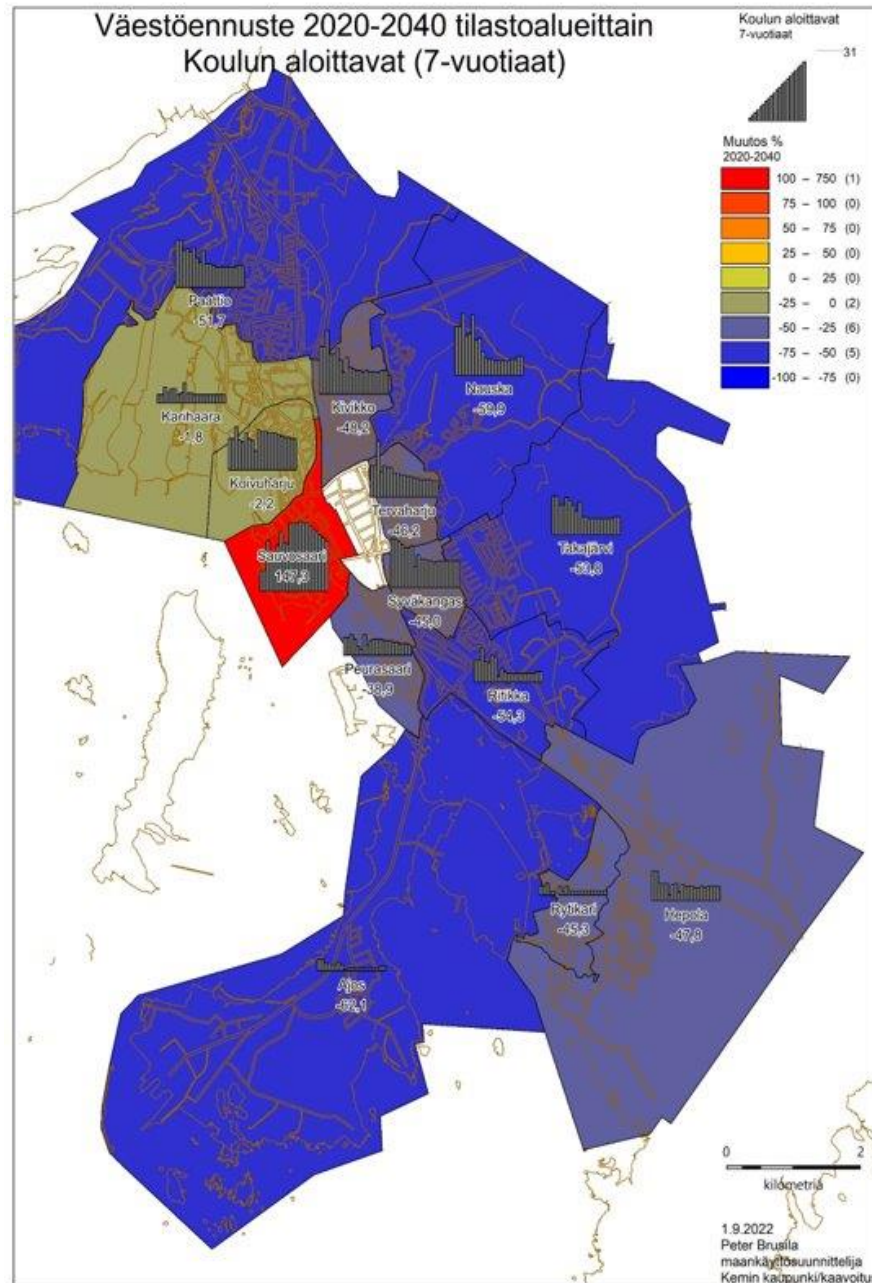 Väestöennuste 2020-2040 tilastoalueittain
Koulun aloittavat (7-vuotiaat)
Koulun aloittavat
7-vuotiaat
31
Muutos %
2020-2040
100 – 750 (1)
75 – 100 (0)
50 – 75 (0)
25 – 50 (0)
0 – 25 (0)
-25 – 0 (2)
-50 – -25 (6)
-75 – -50 (5)
-100 – -75 (0)
Paattio
-51,7
Nauska
-59,9
Kivikko
-48,2
Karihaara
-1,8
Koivuharju
-2,2
Tervaharju
-46,2
Takajärvi
-53,8
Sauvosaari
147,3
Syväkangas
-45,0
Peurasaari
-38,9
Ritikka
-54,3
Rytikari
-45,3
Hepola
-47,8
Ajos
-62,1
0 2
kilometriä
1.9.2022
Peter Brusila
maankäyttösuunnittelija
Kemin kaupunki/kaavoitu